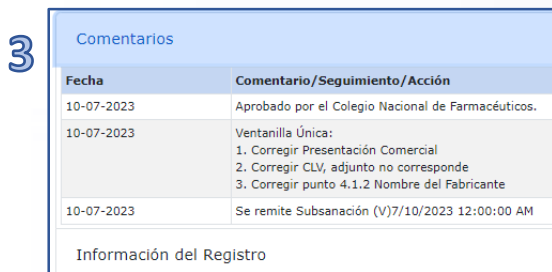 3
Comentarios
Fecha Comentario/Seguimiento/Acción
10-07-2023 Aprobado por el Colegio Nacional de Farmacéuticos.
10-07-2023 Ventanilla Única:
1. Corregir Presentación Comercial
2. Corregir CLV, adjunto no corresponde
3. Corregir punto 4.1.2 Nombre del Fabricante
10-07-2023 Se remite Subsanación (V)7/10/2023 12:00:00 AM
Información del Registro